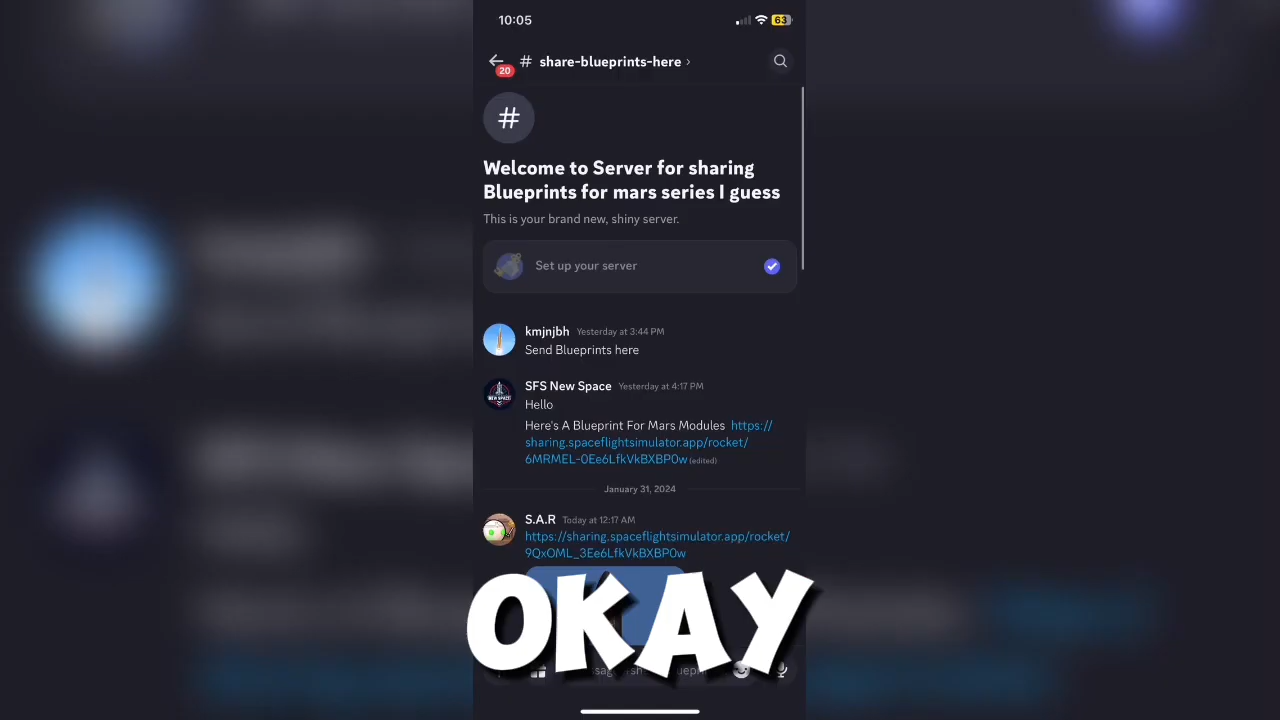 10:05
63
20
# share-blueprints-here ›
#
Welcome to Server for sharing
Blueprints for mars series I guess
This is your brand new, shiny server.
Set up your server
kmjnjbh Yesterday at 3:44 PM
Send Blueprints here
SFS New Space Yesterday at 4:17 PM
Hello
Here's A Blueprint For Mars Modules https://
sharing.spaceflightsimulator.app/rocket/
6MRMEL-0Ee6LfkVkBXBP0w (edited)
January 31, 2024
S.A.R Today at 12:17 AM
https://sharing.spaceflightsimulator.app/rocket/
9QxOML_3Ee6LfkVkBXBP0w
OKAY